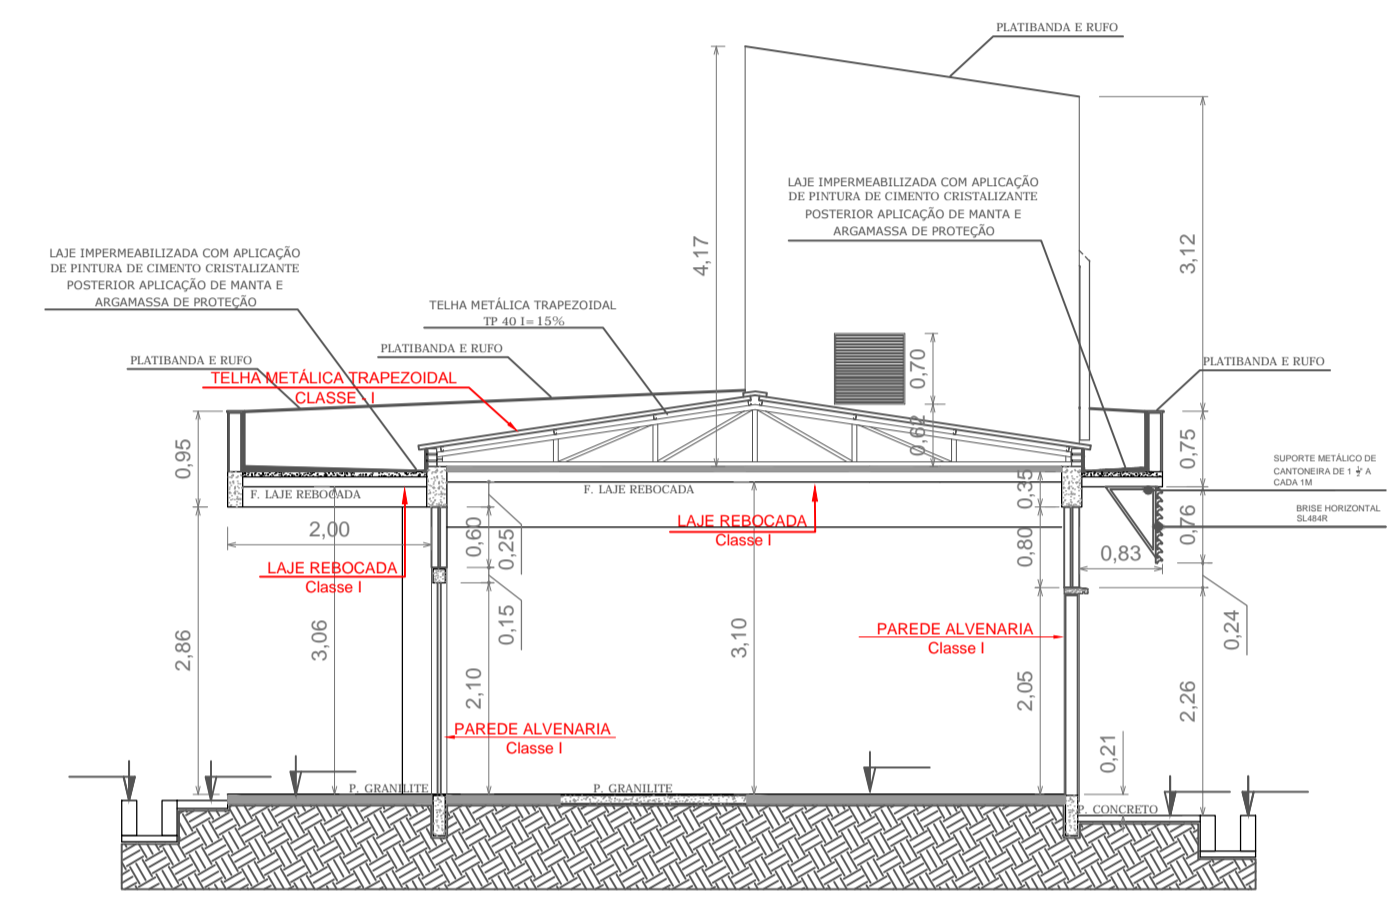 PLATIBANDA E RUFO
LAJE IMPERMEABILIZADA COM APLICAÇÃO
DE PINTURA DE CIMENTO CRISTALIZANTE
POSTERIOR APLICAÇÃO DE MANTA E
ARGAMASSA DE PROTEÇÃO
4,17
3,12
LAJE IMPERMEABILIZADA COM APLICAÇÃO
DE PINTURA DE CIMENTO CRISTALIZANTE
POSTERIOR APLICAÇÃO DE MANTA E
ARGAMASSA DE PROTEÇÃO
TELHA METÁLICA TRAPEZOIDAL
TP 40 I=15%
PLATIBANDA E RUFO
PLATIBANDA E RUFO
PLATIBANDA E RUFO
TELHA METÁLICA TRAPEZOIDAL
CLASSE I
0,70
0,62
0,95
0,75
F. LAJE REBOCADA
F. LAJE REBOCADA
0,35
SUPORTE METÁLICO DE
CANTONEIRA DE 1 A
CADA 1M
BRISE HORIZONTAL
SL484R
2,00
0,60
0,25
LAJE REBOCADA
Classe I
0,80
0,76
0,83
LAJE REBOCADA
Classe I
0,15
0,24
2,86
3,06
3,10
PAREDE ALVENARIA
Classe I
2,10
2,05
2,26
PAREDE ALVENARIA
Classe I
0,21
P. GRANILITE
P. GRANILITE
P. CONCRETO